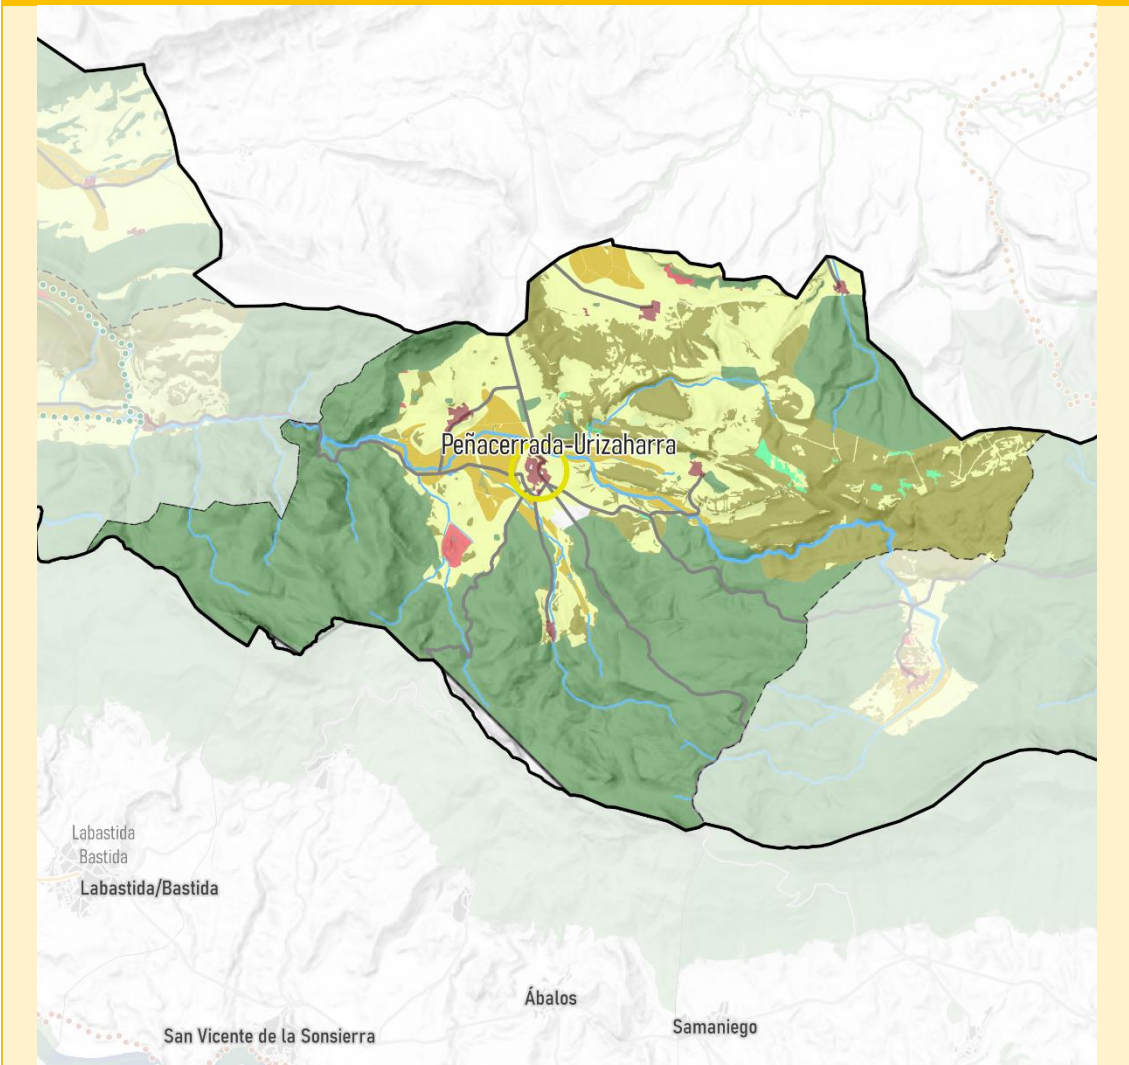 Peñacerrada-Urizaharra
Labastida
Bastida
Labastida/Bastida
Ábalos
Samaniego
San Vicente de la Sonsierra